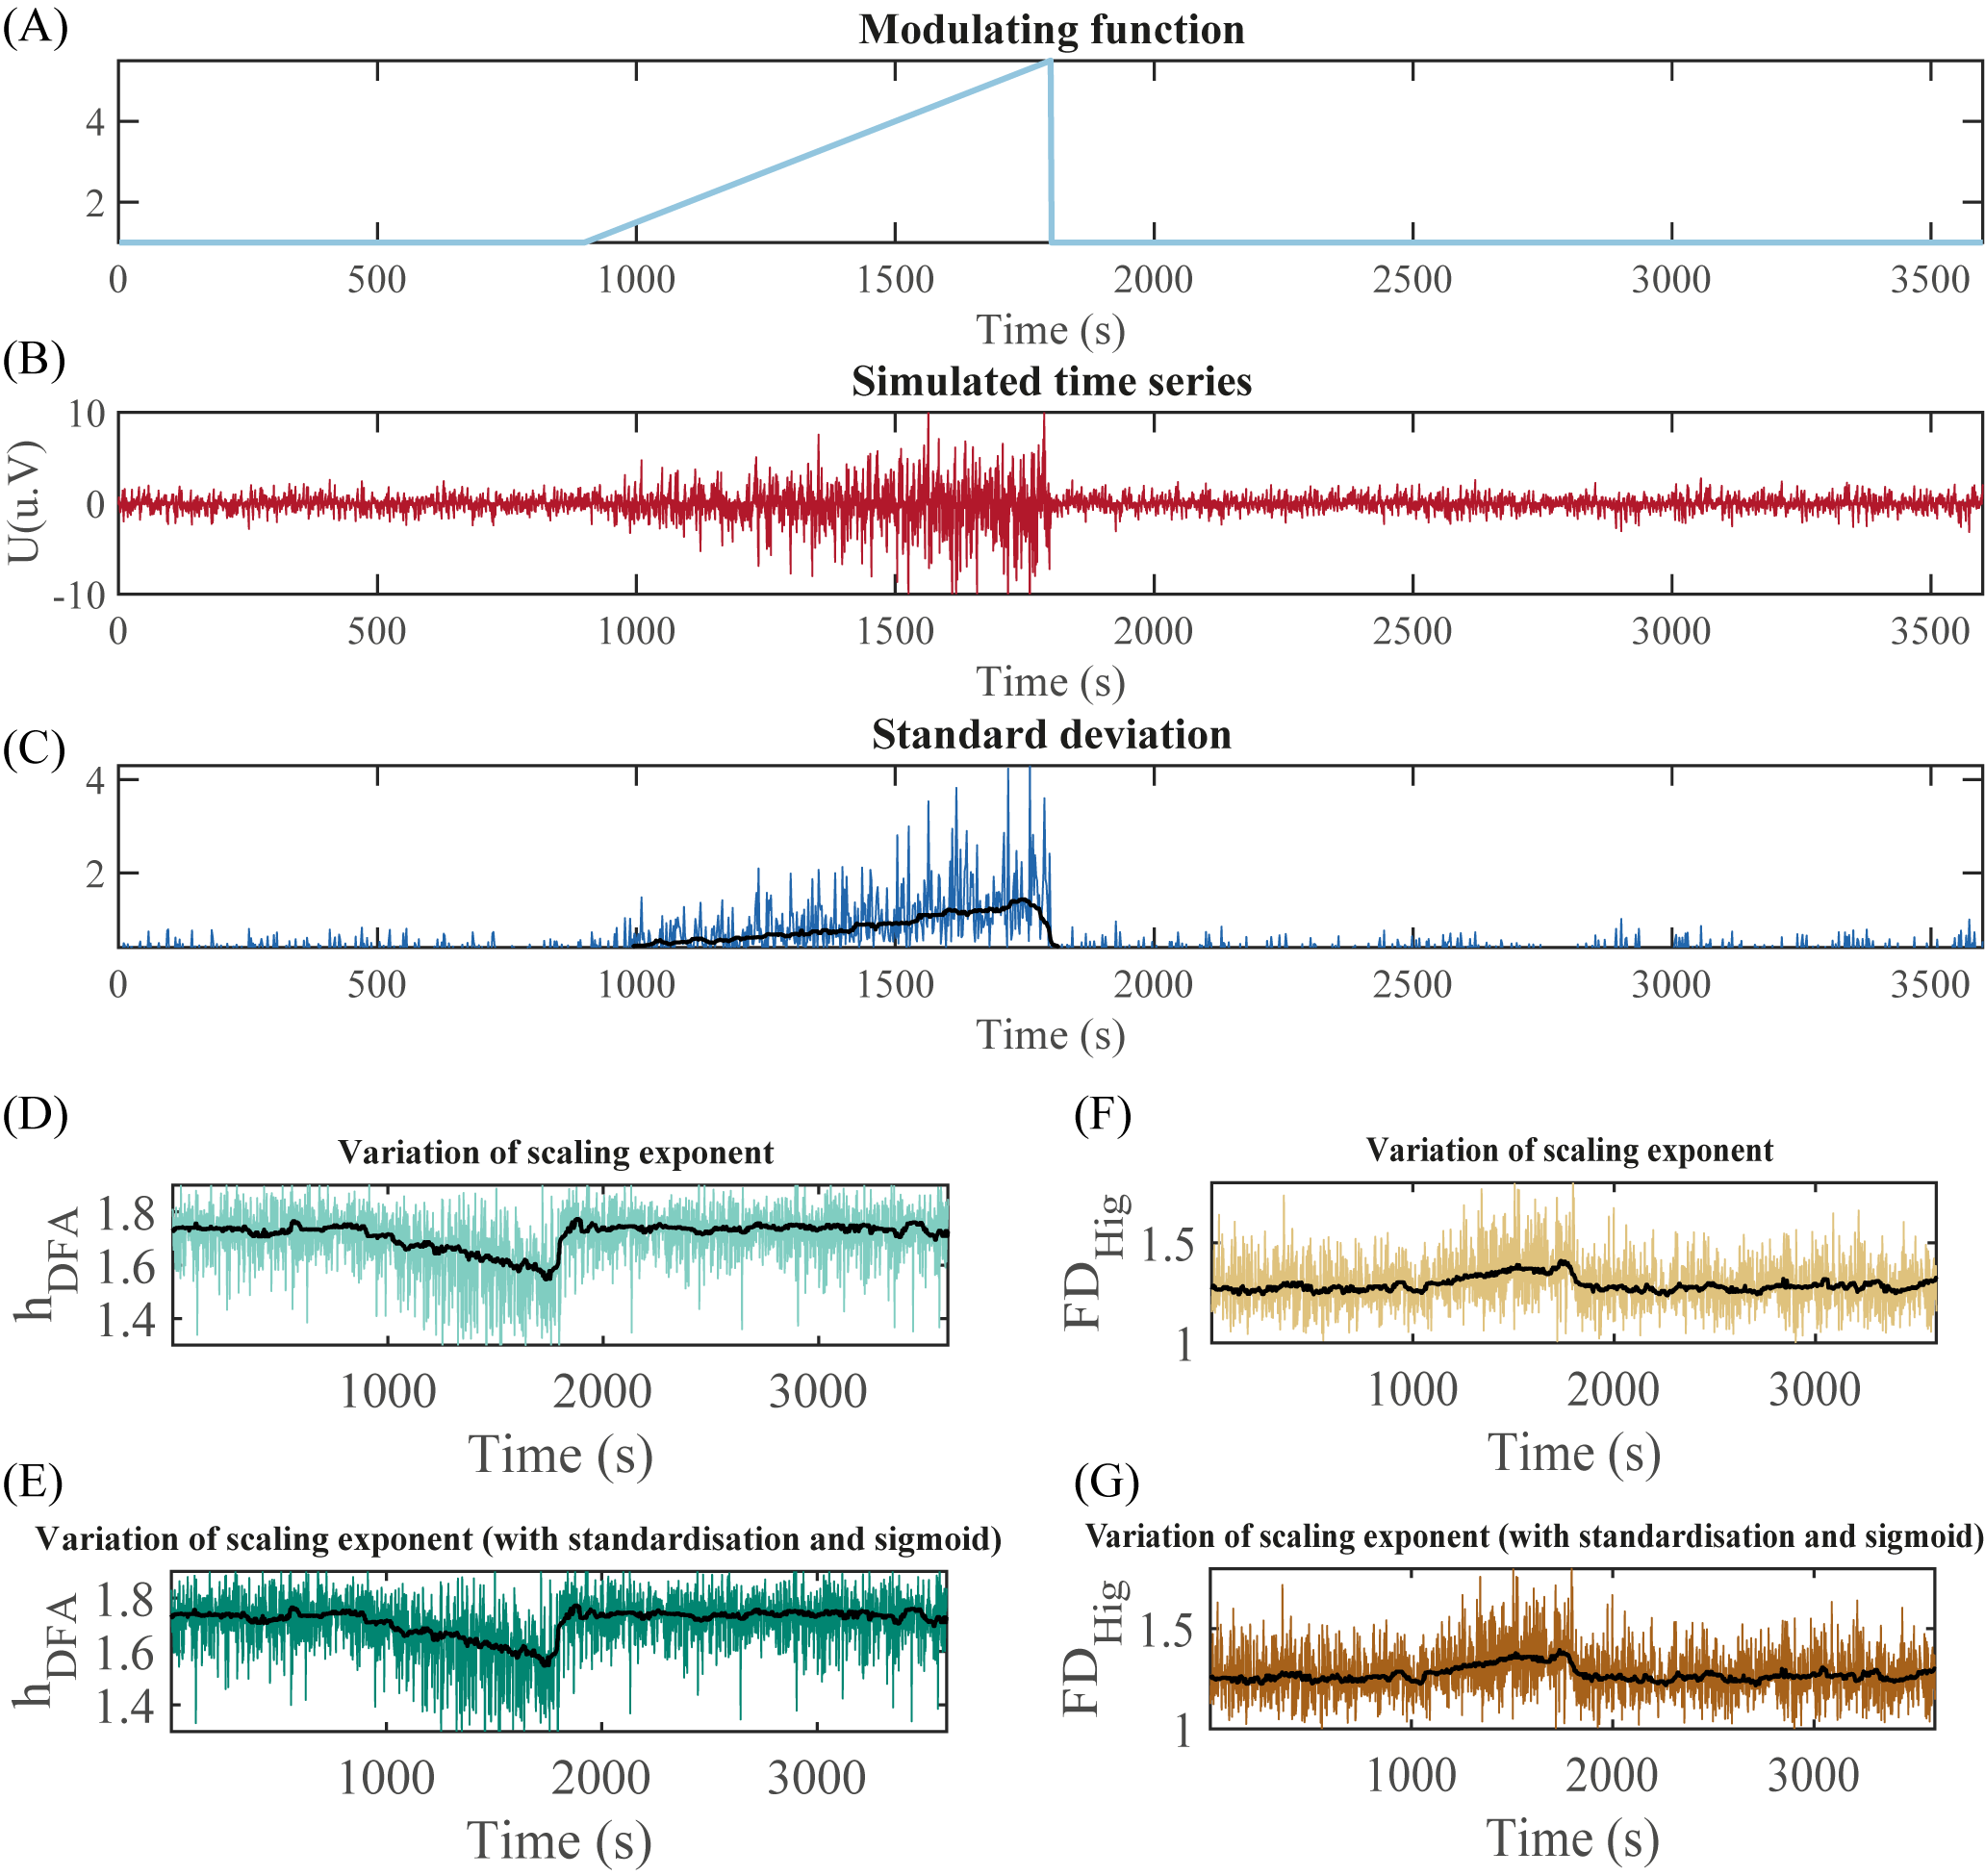 (A)
Modulating function
4
2
0 500 1000 1500 2000 2500 3000 3500
Time (s)
(B)
Simulated time series
U(u.V)
10
0
-10
0 500 1000 1500 2000 2500 3000 3500
Time (s)
(C)
Standard deviation
4
2
0 500 1000 1500 2000 2500 3000 3500
Time (s)
(D)
Variation of scaling exponent
hDFA
1.8
1.6
1.4
1000 2000 3000
Time (s)
(F)
Variation of scaling exponent
FDHig
1.5
1
1000 2000 3000
Time (s)
(E)
Variation of scaling exponent (with standardisation and sigmoid)
hDFA
1.8
1.6
1.4
1000 2000 3000
Time (s)
(G)
Variation of scaling exponent (with standardisation and sigmoid)
FDHig
1.5
1
1000 2000 3000
Time (s)